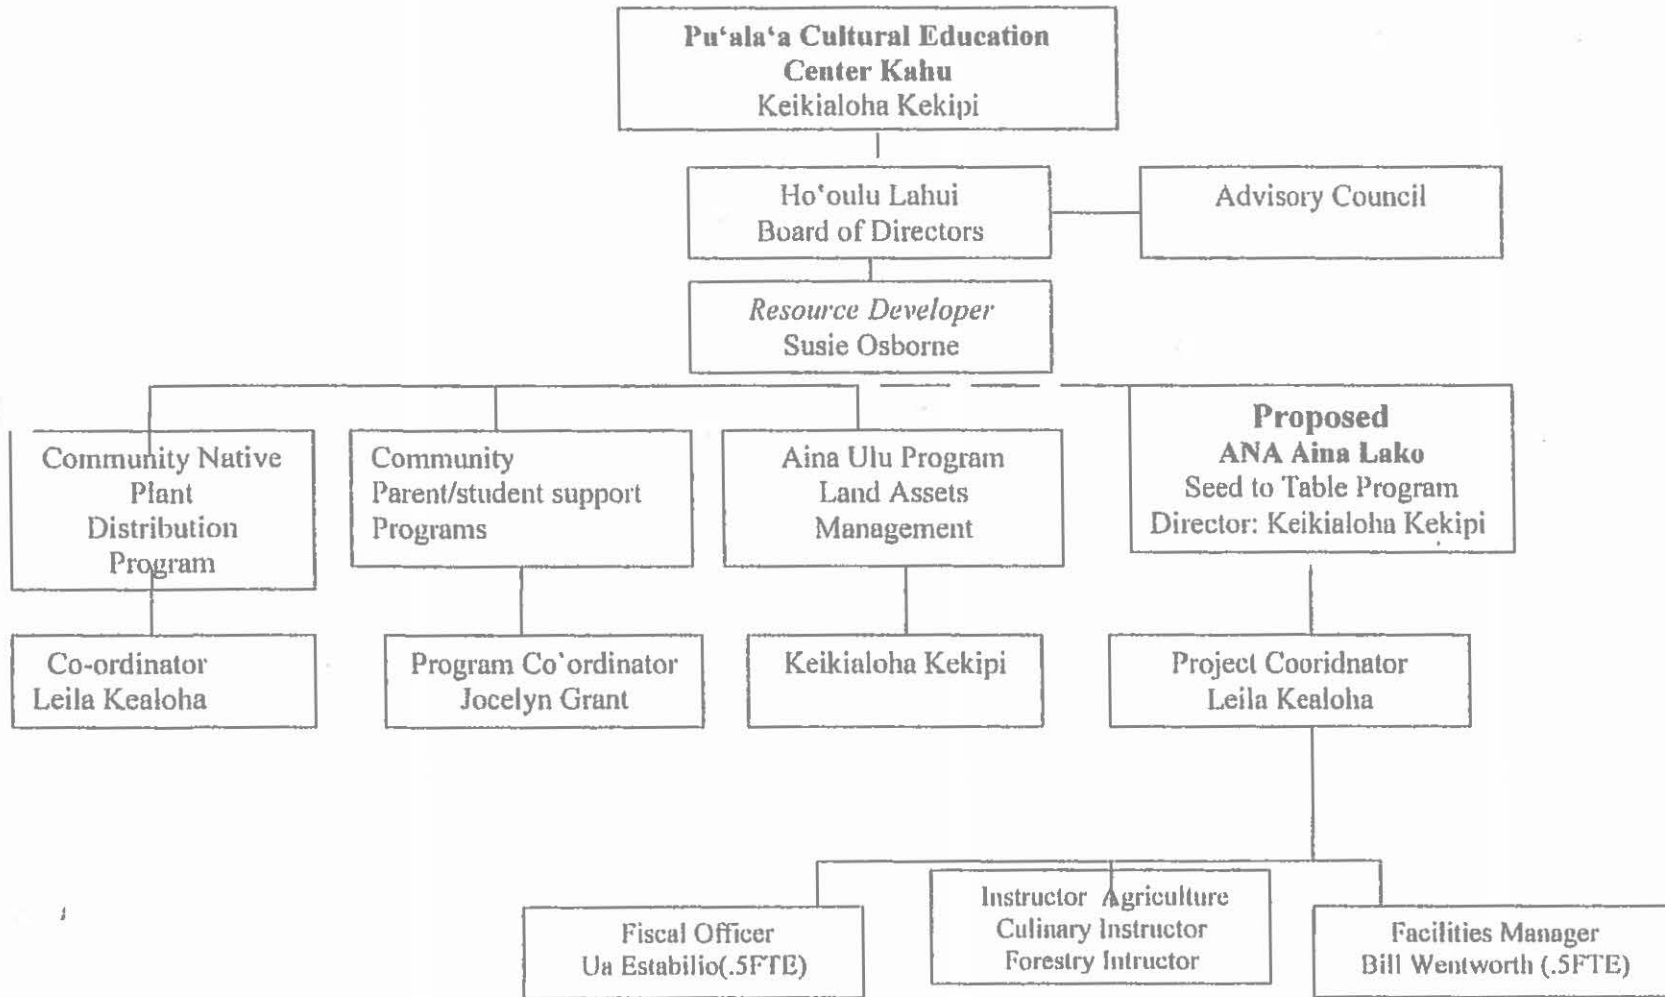 Pu‘ala‘a Cultural Education
Center Kahu
Keikialoha Kekipi
Ho‘oulu Lahui
Board of Directors
Advisory Council
Resource Developer
Susie Osborne
Community Native
Plant
Distribution
Program
Community
Parent/student support
Programs
Aina Ulu Program
Land Assets
Management
Proposed
ANA Aina Lako
Seed to Table Program
Director: Keikialoha Kekipi
Co-ordinator
Leila Kealoha
Program Co‘ordinator
Jocelyn Grant
Keikialoha Kekipi
Project Cooridnator
Leila Kealoha
Fiscal Officer
Ua Estabilio(.5FTE)
Instructor Agriculture
Culinary Instructor
Forestry Intructor
Facilities Manager
Bill Wentworth (.5FTE)